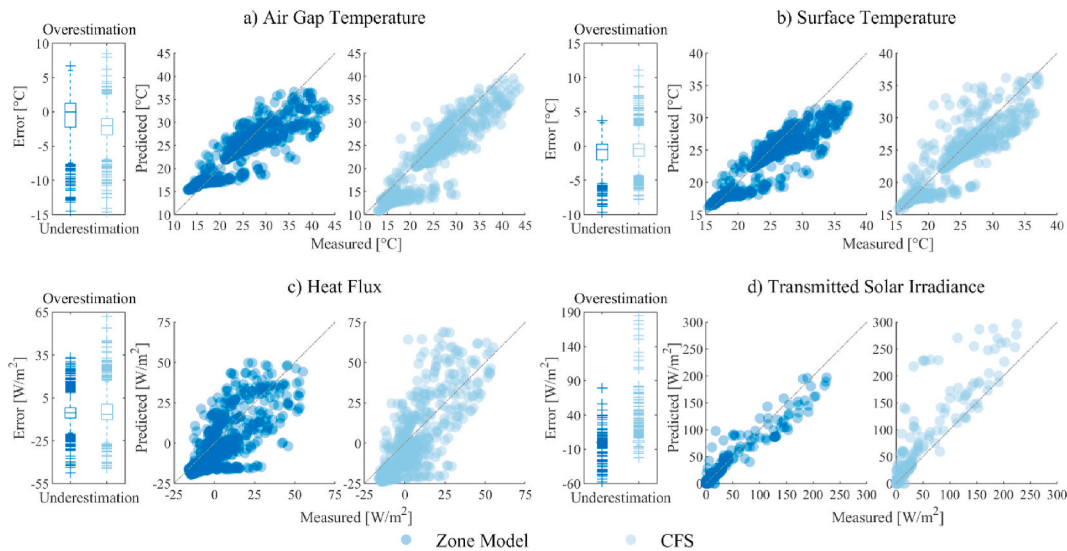 a) Air Gap Temperature
b) Surface Temperature
Overestimation
10
5
0
-5
-10
-15
Error [°C]
Underestimation
45
40
35
30
25
20
15
10
Predicted [°C]
10 15 20 25 30 35 40 45
45
40
35
30
25
20
15
10
10 15 20 25 30 35 40 45
Measured [°C]
Overestimation
15
10
5
0
-5
-10
Error [°C]
Underestimation
40
35
30
25
20
15
Predicted [°C]
15 20 25 30 35 40
40
35
30
25
20
15
15 20 25 30 35 40
Measured [°C]
c) Heat Flux
d) Transmitted Solar Irradiance
Overestimation
65
35
5
-25
-55
Error [W/m²]
Underestimation
75
50
25
0
-25
Predicted [W/m²]
-25 0 25 50 75
75
50
25
0
-25
-25 0 25 50 75
Measured [W/m²]
Overestimation
190
140
90
40
-10
-60
Error [W/m²]
Underestimation
300
250
200
150
100
50
0
Predicted [W/m²]
0 50 100 150 200 250 300
300
250
200
150
100
50
0
0 50 100 150 200 250 300
Measured [W/m²]
Zone Model
CFS